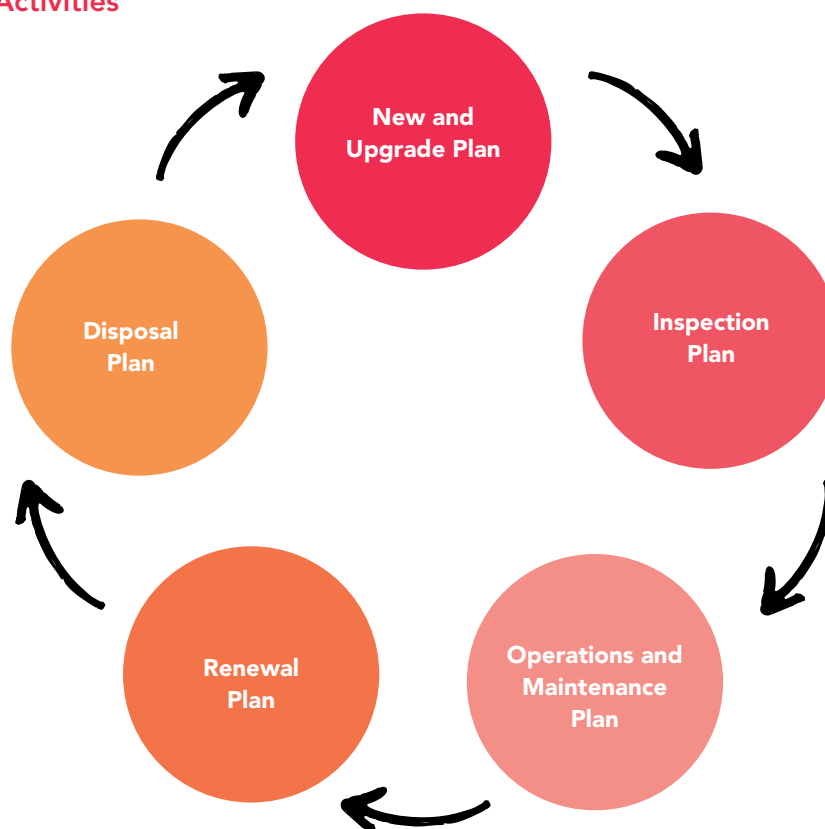 Activities
New and
Upgrade Plan
Inspection
Plan
Operations and
Maintenance
Plan
Renewal
Plan
Disposal
Plan